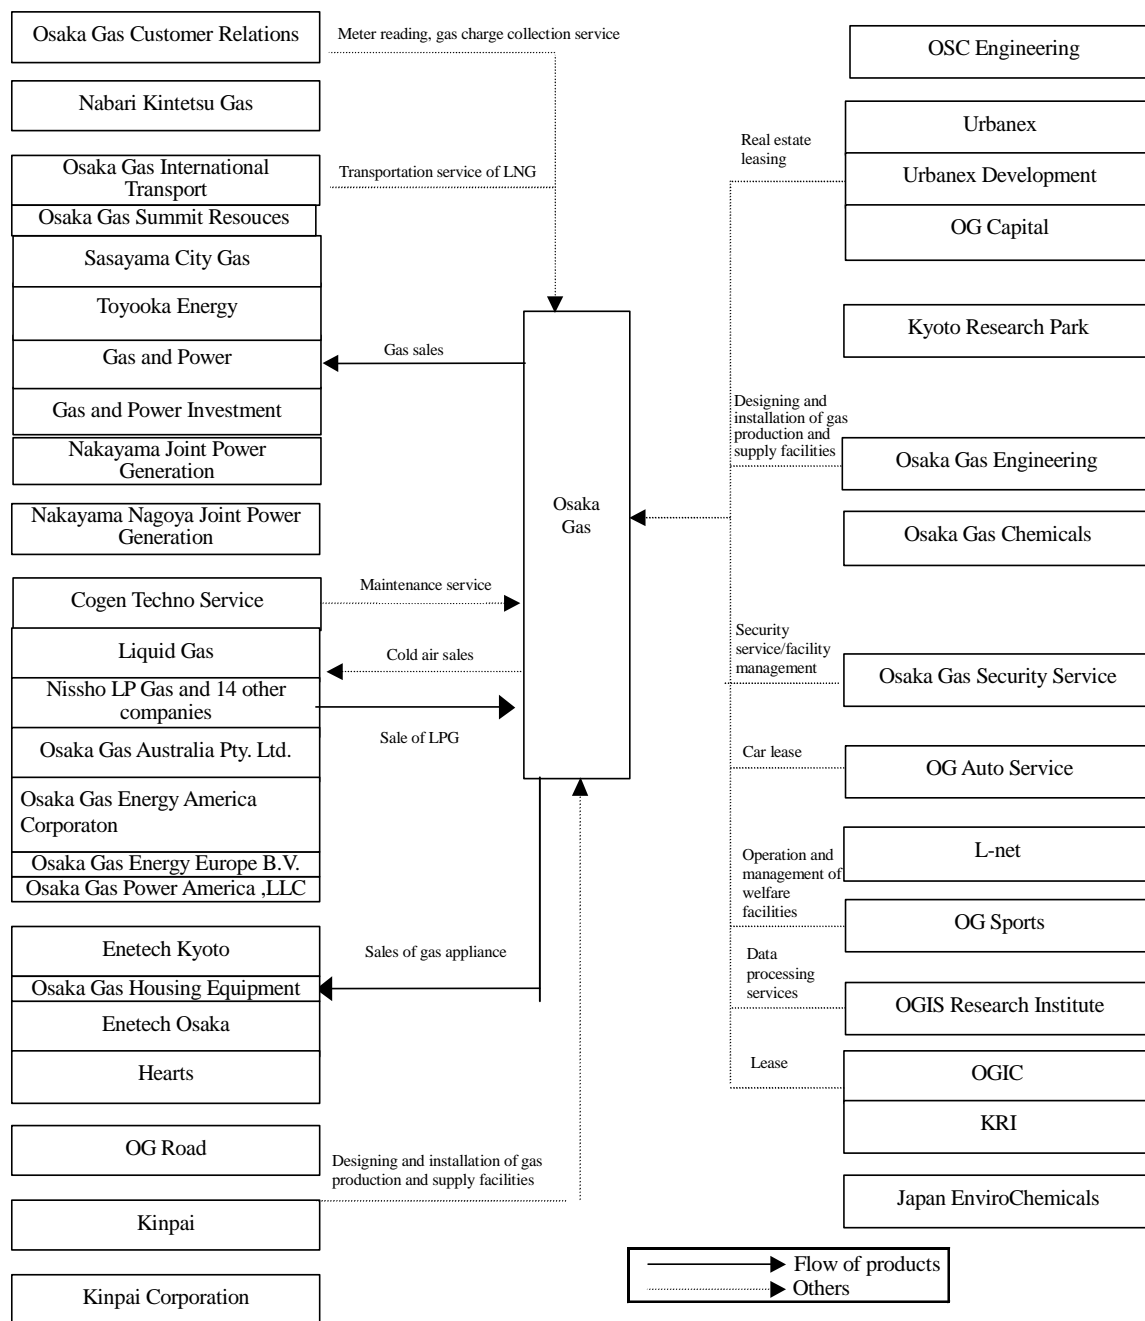 Osaka Gas Customer Relations
Meter reading, gas charge collection service
Nabari Kintetsu Gas
Osaka Gas International
Transport
Transportation service of LNG
Osaka Gas Summit Resouces
Sasayama City Gas
Toyooka Energy
Gas and Power
Gas sales
Gas and Power Investment
Nakayama Joint Power
Generation
Nakayama Nagoya Joint Power
Generation
Cogen Techno Service
Maintenance service
Liquid Gas
Cold air sales
Nissho LP Gas and 14 other
companies
Sale of LPG
Osaka Gas Australia Pty. Ltd.
Osaka Gas Energy America
Corporaton
Osaka Gas Energy Europe B.V.
Osaka Gas Power America ,LLC
Enetech Kyoto
Sales of gas appliance
Osaka Gas Housing Equipment
Enetech Osaka
Hearts
OG Road
Designing and installation of gas
production and supply facilities
Kinpai
Kinpai Corporation
Osaka
Gas
OSC Engineering
Real estate
leasing
Urbanex
Urbanex Development
OG Capital
Kyoto Research Park
Designing and
installation of gas
production and
supply facilities
Osaka Gas Engineering
Osaka Gas Chemicals
Security
service/facility
management
Osaka Gas Security Service
Car lease
OG Auto Service
L-net
Operation and
management of
welfare
facilities
OG Sports
Data
processing
services
OGIS Research Institute
Lease
OGIC
KRI
Japan EnviroChemicals
Flow of products
Others